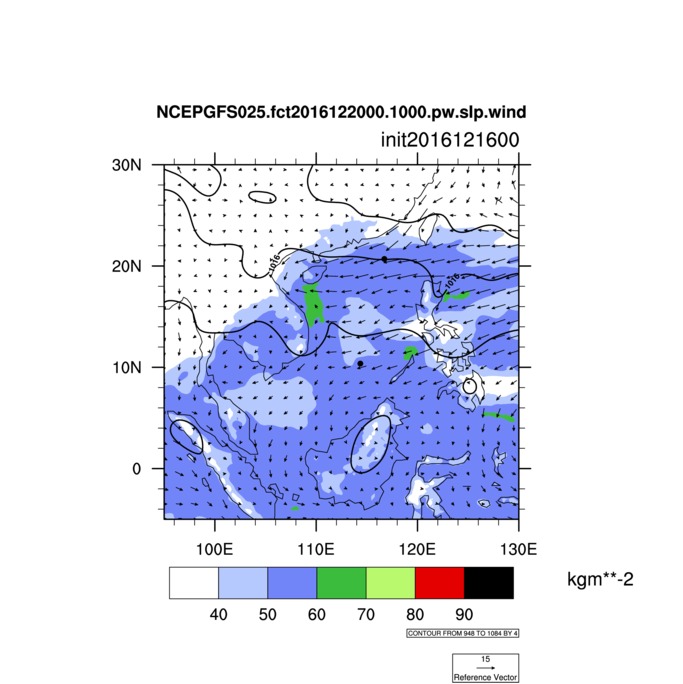 NCEPGFS025.fct2016122000.1000.pw.slp.wind
init2016121600
30N
20N
10N
0
1016
1016
100E 110E 120E 130E
kgm**-2
40 50 60 70 80 90
CONTOUR FROM 948 TO 1084 BY 4
15
Reference Vector